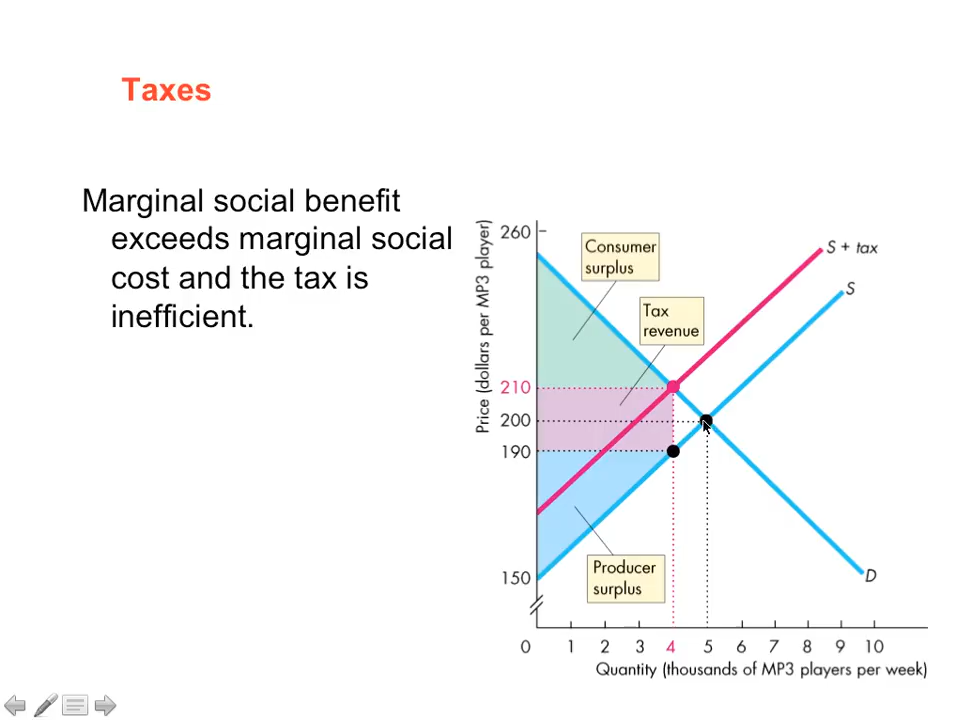 Taxes
Marginal social benefit
exceeds marginal social
cost and the tax is
inefficient.
Price (dollars per MP3 player)
260
210
200
190
150
Consumer
surplus
Tax
revenue
Producer
surplus
S + tax
S
D
0 1 2 3 4 5 6 7 8 9 10
Quantity (thousands of MP3 players per week)